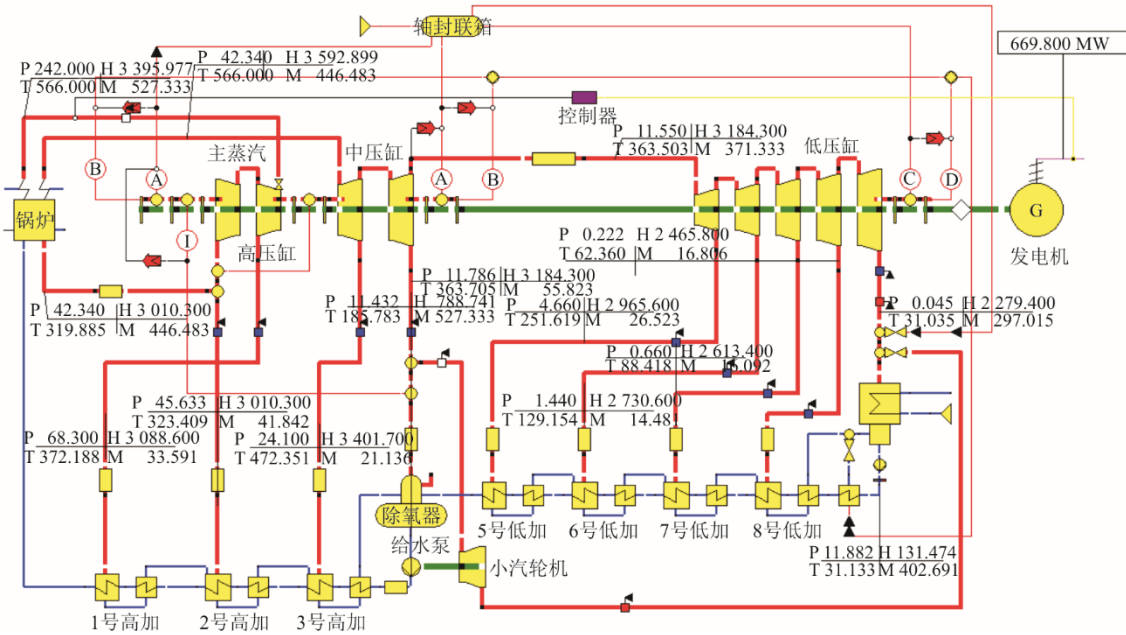 轴封联箱
669.800 MW
P 42.340 H 3 592.899
T 566.000 M 446.483
P 242.000 H 3 395.977
T 566.000 M 527.333
控制器
P 11.550 H 3 184.300
T 363.503 M 371.333
主蒸汽
中压缸
低压缸
B
A
A
B
C
D
锅炉
G
I
高压缸
发电机
P 0.222 H 2 465.800
T 62.360 M 16.806
P 11.786 H 3 184.300
T 363.705 M 55.823
P 42.340 H 3 010.300
T 319.885 M 446.483
P 11.432 H 788.741
T 185.783 M 527.333
P 4.660 H 2 965.600
T 251.619 M 26.523
P 0.045 H 2 279.400
T 31.035 M 297.015
P 0.660 H 2 613.400
T 88.418 M
P 45.633 H 3 010.300
T 323.409 M 41.842
P 1.440 H 2 730.600
T 129.154 M 14.481
P 68.300 H 3 088.600
T 372.188 M 33.591
P 24.100 H 3 401.700
T 472.351 M 21.136
除氧器
5号低加
6号低加
7号低加
8号低加
给水泵
小汽轮机
P 11.882 H 131.474
T 31.133 M 402.691
1号高加
2号高加
3号高加